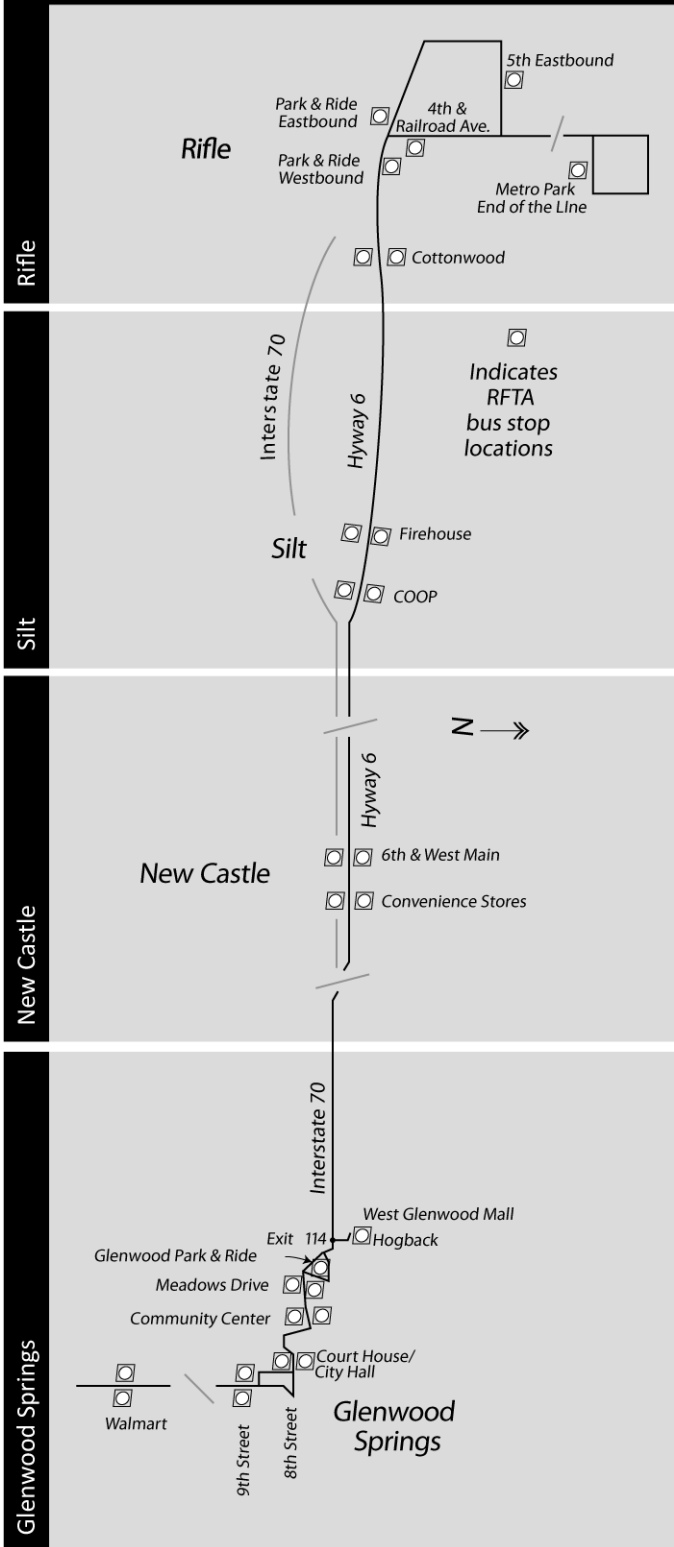 Rifle
5th Eastbound
Park & Ride
Eastbound
4th &
Railroad Ave.
Rifle
Park & Ride
Westbound
Metro Park
End of the LIne
Cottonwood
Silt
Interstate 70
Hyway 6
Indicates
RFTA
bus stop
locations
Silt
Firehouse
COOP
New Castle
N
Hyway 6
New Castle
6th & West Main
Convenience Stores
Glenwood Springs
Interstate 70
West Glenwood Mall
Exit 114
Hogback
Glenwood Park & Ride
Meadows Drive
Community Center
Court House/
City Hall
Walmart
9th Street
8th Street
Glenwood
Springs